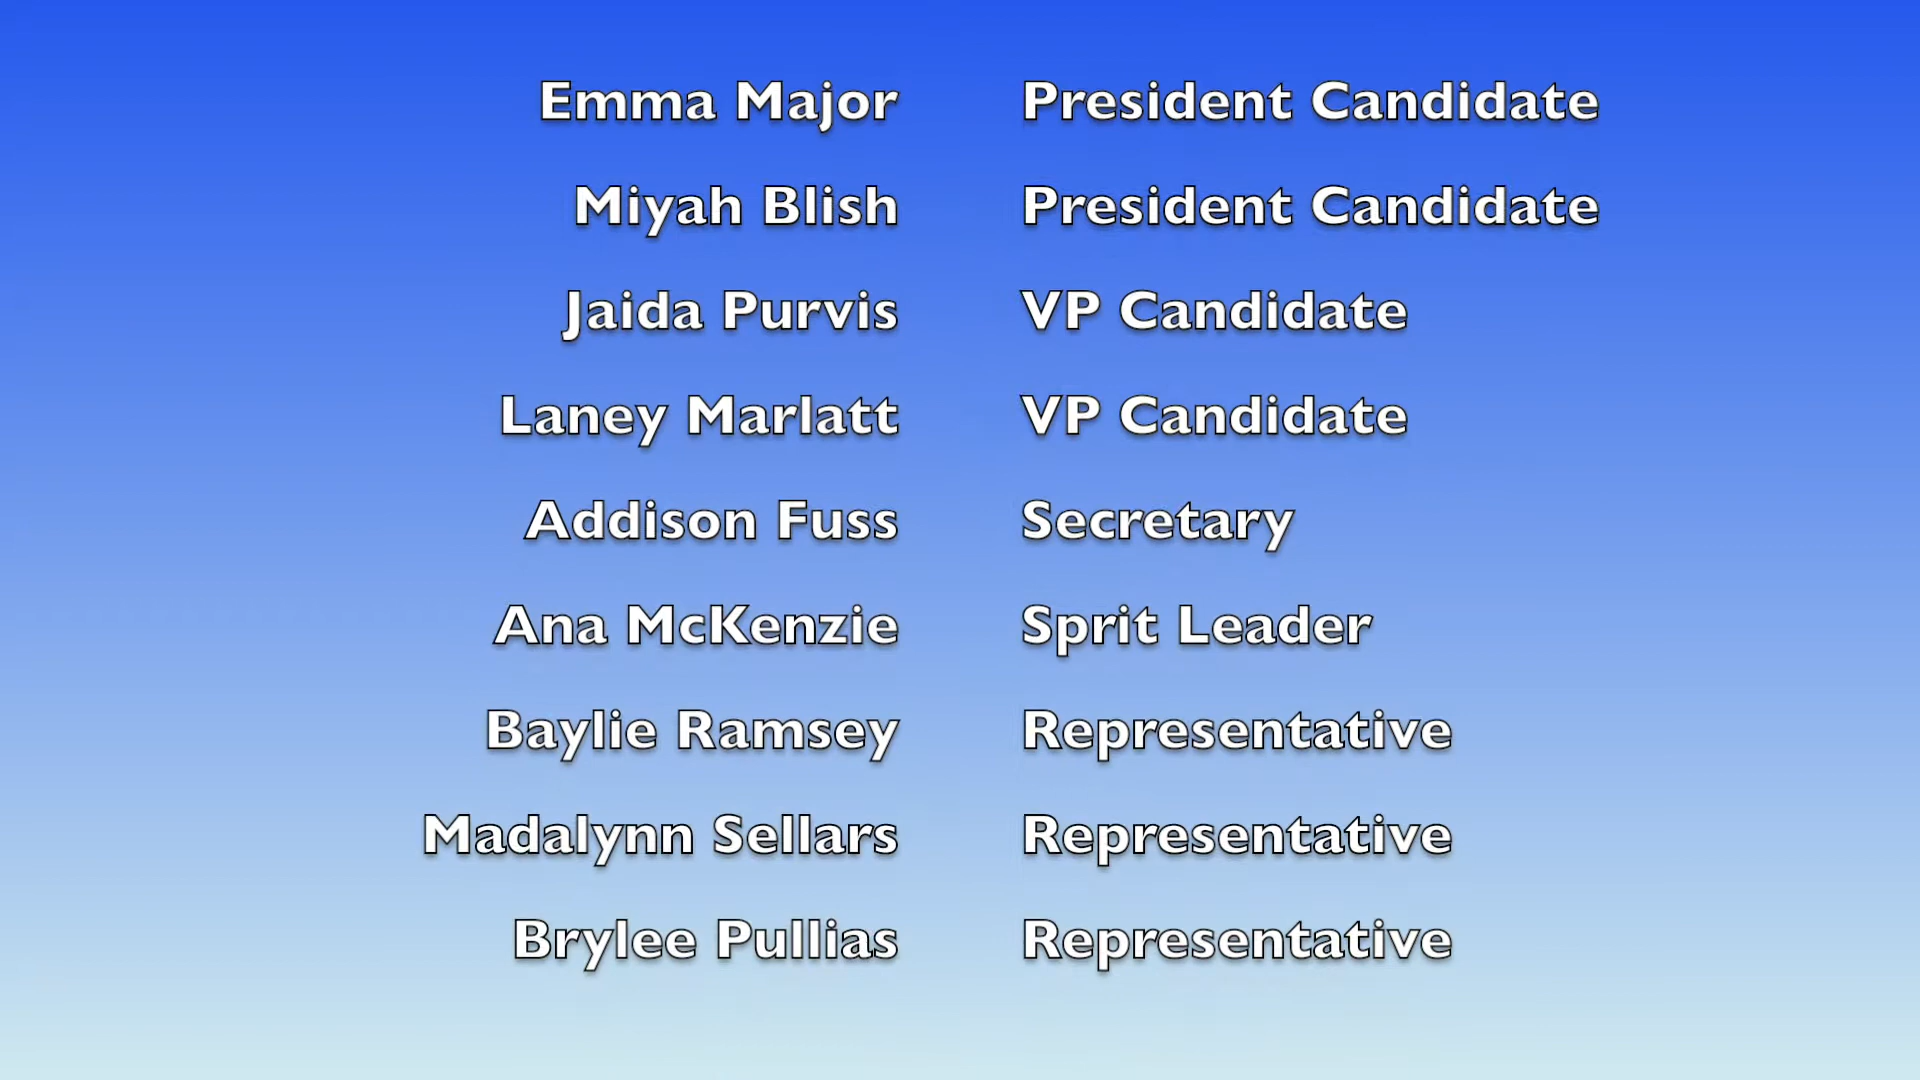 Emma Major President Candidate
Miyah Blish President Candidate
Jaida Purvis VP Candidate
Laney Marlatt VP Candidate
Addison Fuss Secretary
Ana McKenzie Sprit Leader
Baylie Ramsey Representative
Madalynn Sellars Representative
Brylee Pullias Representative